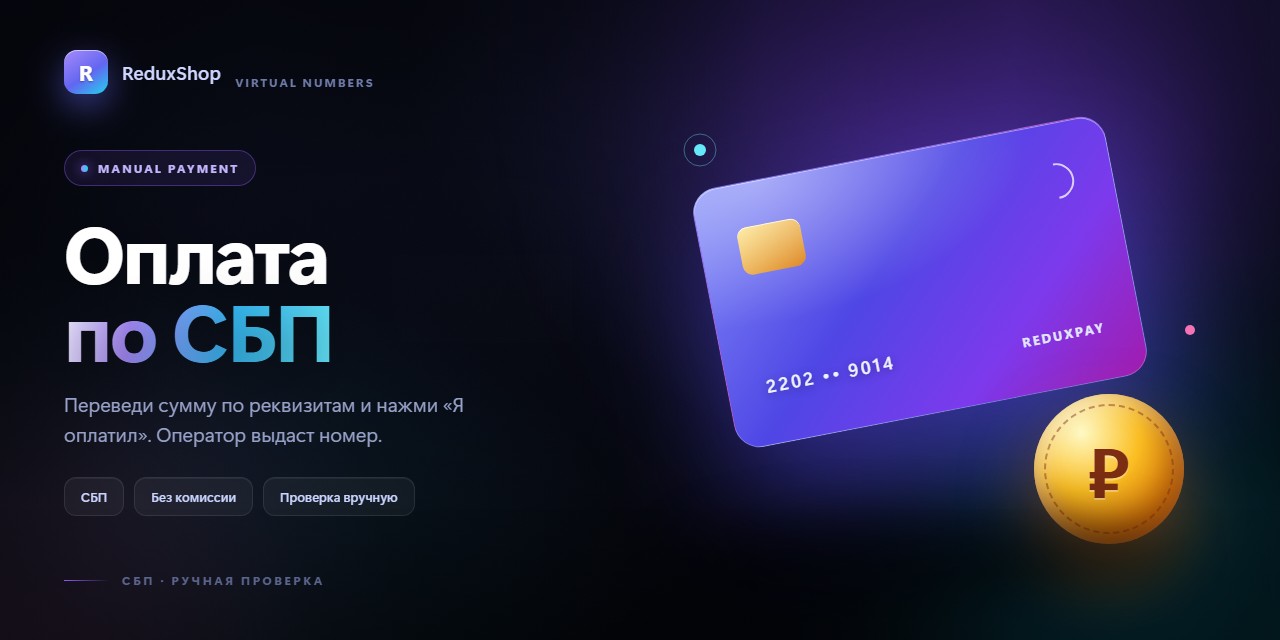 R
ReduxShop VIRTUAL NUMBERS
MANUAL PAYMENT
Оплата
по СБП
Переведи сумму по реквизитам и нажми «Я
оплатил». Оператор выдаст номер.
СБП
Без комиссии
Проверка вручную
СБП · РУЧНАЯ ПРОВЕРКА
2202 •• 9014
REDUXPAY
₽